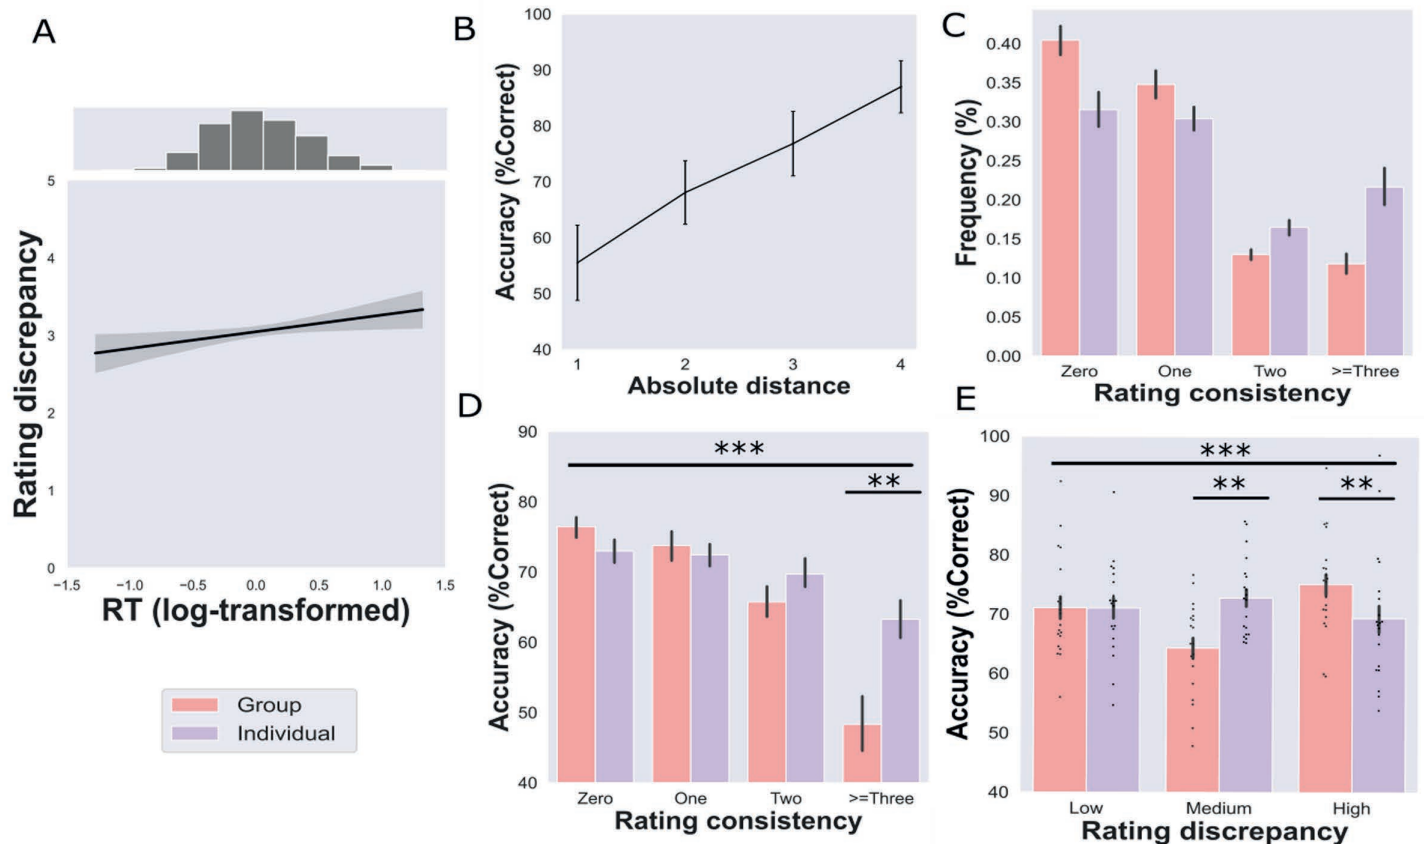 A
5
4
3
2
1
0
Rating discrepancy
−1.5 −1.0 −0.5 0.0 0.5 1.0 1.5
RT (log-transformed)
Group
Individual
B
100
90
80
70
60
50
40
Accuracy (%Correct)
1 2 3 4
Absolute distance
C
0.40
0.35
0.30
0.25
0.20
0.15
0.10
0.05
0.00
Frequency (%)
Zero One Two >=Three
Rating consistency
D
90
80
70
60
50
40
Accuracy (%Correct)
***
**
Zero One Two >=Three
Rating consistency
E
100
90
80
70
60
50
40
Accuracy (%Correct)
***
** **
Low Medium High
Rating discrepancy